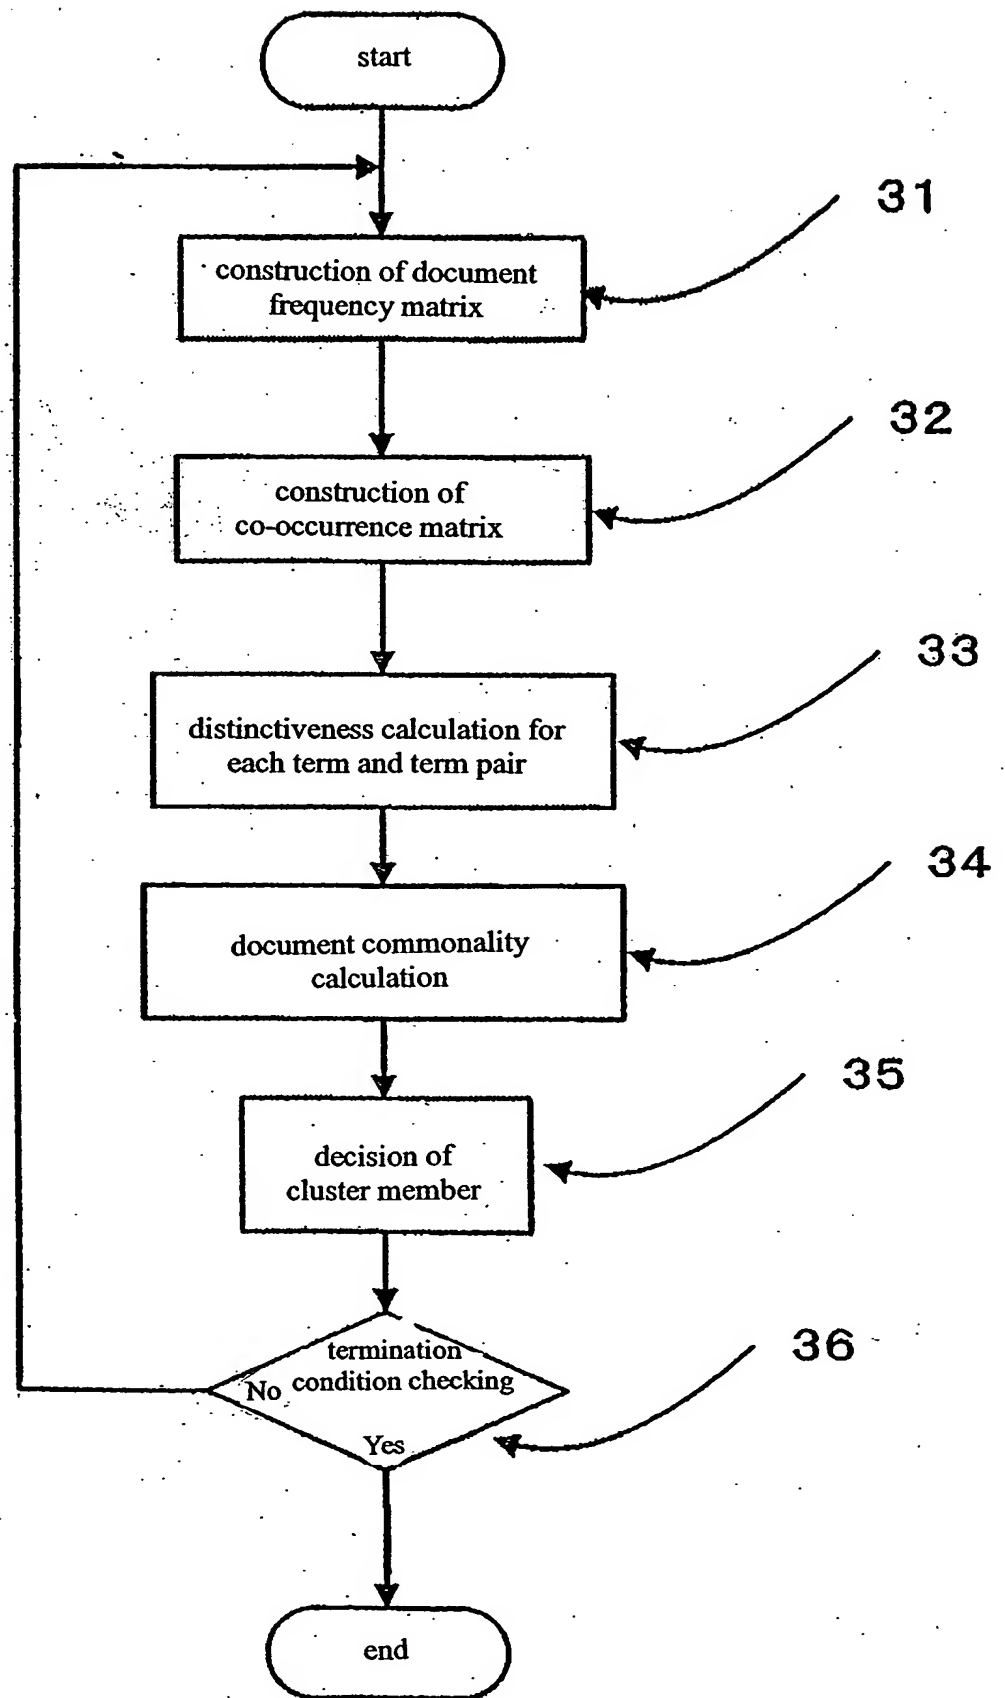 start
31
construction of document
frequency matrix
32
construction of
co-occurrence matrix
33
distinctiveness calculation for
each term and term pair
34
document commonality
calculation
35
decision of
cluster member
36
termination
condition checking
No
Yes
end